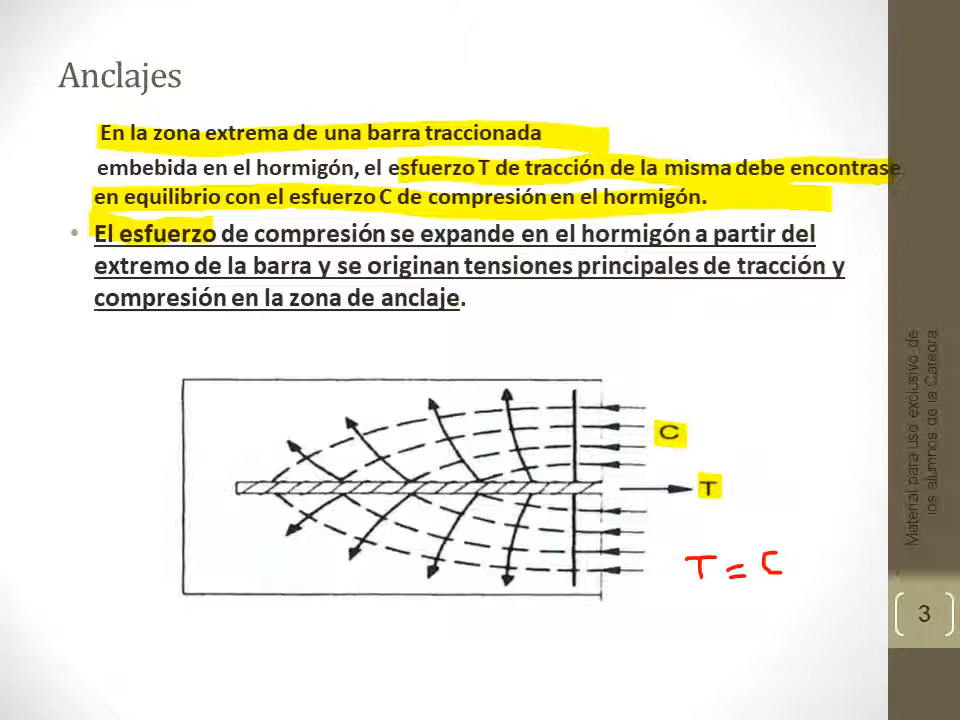 Anclajes
En la zona extrema de una barra traccionada
embebida en el hormigón, el esfuerzo T de tracción de la misma debe encontrase
en equilibrio con el esfuerzo C de compresión en el hormigón.
• El esfuerzo de compresión se expande en el hormigón a partir del
extremo de la barra y se originan tensiones principales de tracción y
compresión en la zona de anclaje.
C
T
T = C
Material para uso exclusivo de
los alumnos de la Cátedra
3